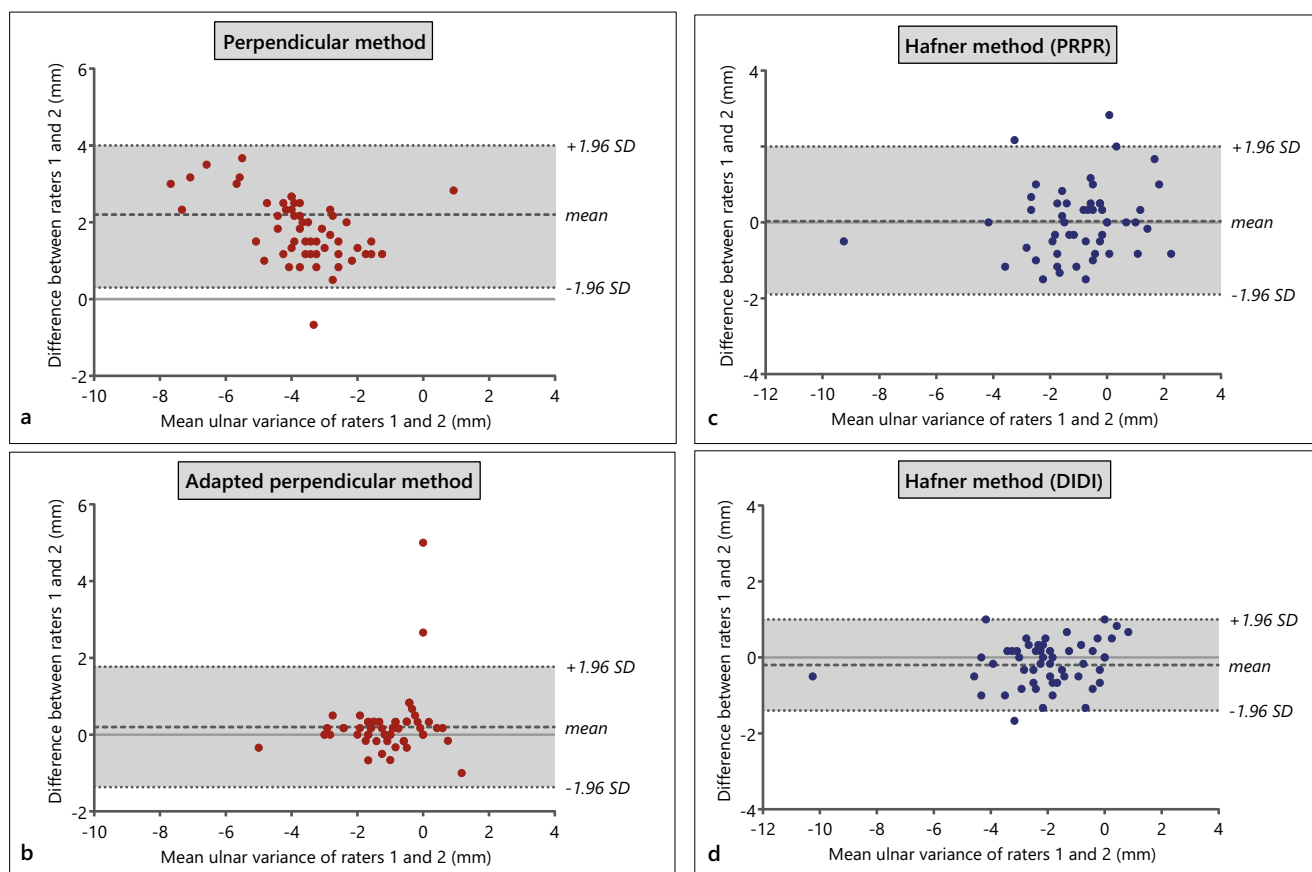 Perpendicular method
Difference between raters 1 and 2 (mm)
6
4
2
0
-2
+1.96 SD
mean
-1.96 SD
-10 -8 -6 -4 -2 0 2 4
Mean ulnar variance of raters 1 and 2 (mm)
a
Hafner method (PRPR)
Difference between raters 1 and 2 (mm)
4
2
0
-2
-4
+1.96 SD
mean
-1.96 SD
-12 -10 -8 -6 -4 -2 0 2 4
Mean ulnar variance of raters 1 and 2 (mm)
c
Adapted perpendicular method
Difference between raters 1 and 2 (mm)
6
4
2
0
-2
+1.96 SD
mean
-1.96 SD
-10 -8 -6 -4 -2 0 2 4
Mean ulnar variance of raters 1 and 2 (mm)
b
Hafner method (DIDI)
Difference between raters 1 and 2 (mm)
4
2
0
-2
-4
+1.96 SD
mean
-1.96 SD
-12 -10 -8 -6 -4 -2 0 2 4
Mean ulnar variance of raters 1 and 2 (mm)
d